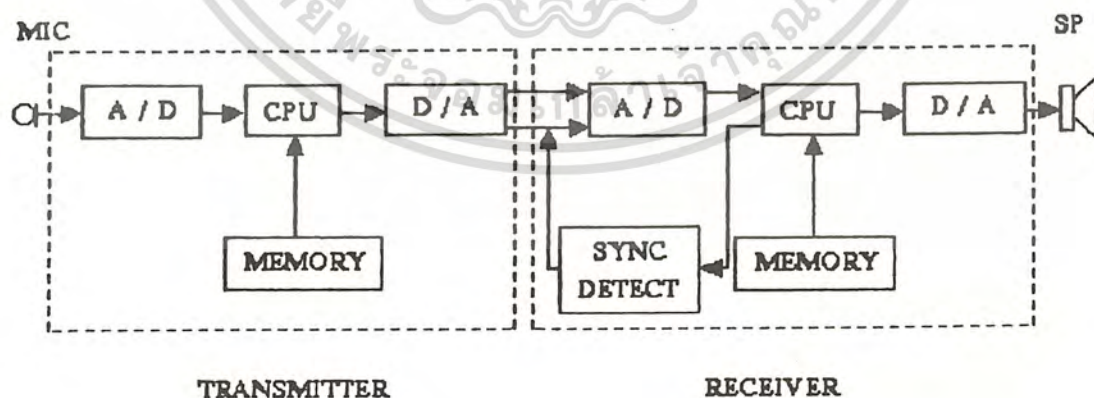 MIC
SP
A / D
CPU
D / A
A / D
CPU
D / A
MEMORY
SYNC
DETECT
MEMORY
TRANSMITTER
RECEIVER